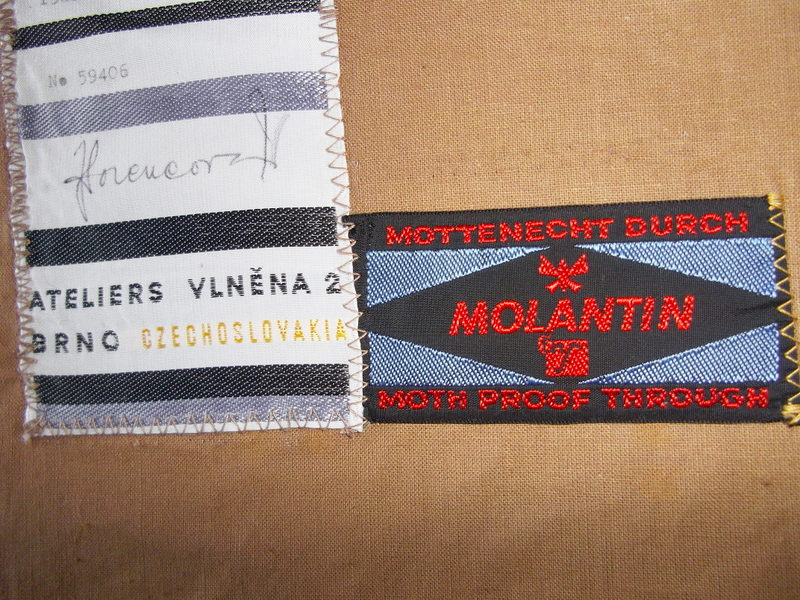 No 59406
ATELIERS VLNĚNA 2
BRNO CZECHOSLOVAKIA
MOTTENECHT DURCH
MOLANTIN
MOTH PROOF THROUGH